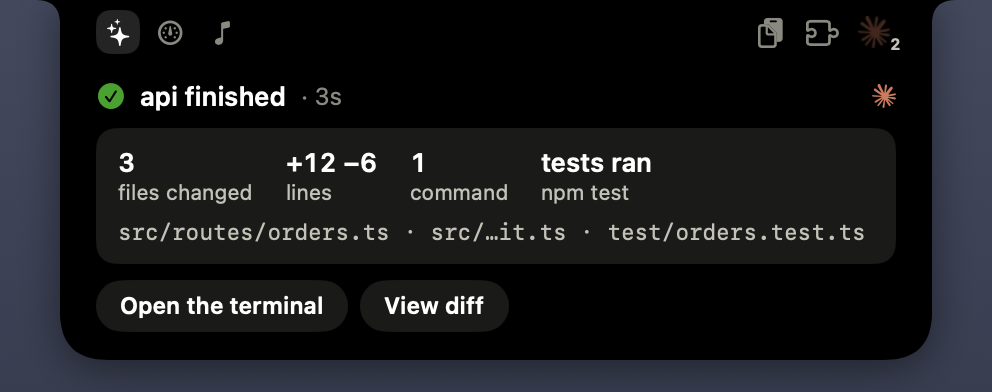 2
api finished · 3s
3 +12 −6 1 tests ran
files changed lines command npm test
src/routes/orders.ts · src/…it.ts · test/orders.test.ts
Open the terminal View diff